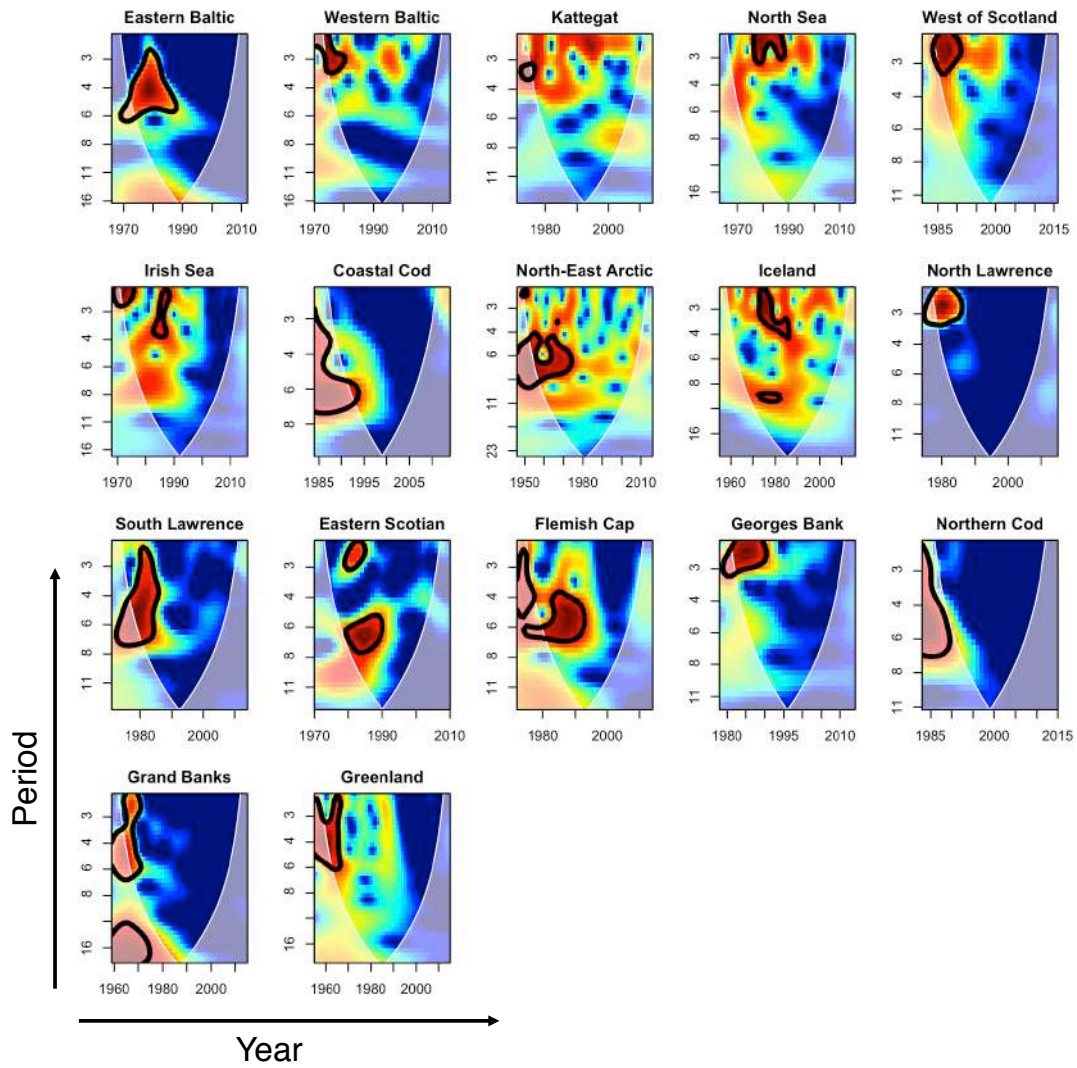 Eastern Baltic Western Baltic Kattegat North Sea West of Scotland
3 4 6 8 11 16
1970 1990 2010
3 4 6 8 11 16
1970 1990 2010
3 4 6 8 11
1980 2000
3 4 6 8 16
1970 1990 2010
3 4 6 8 11
1985 2000 2015
Irish Sea Coastal Cod North-East Arctic Iceland North Lawrence
3 4 6 8 11 16
1970 1990 2010
3 4 6 8
1985 1995 2005
3 4 6 11 23
1950 1980 2010
3 4 6 8 16
1960 1980 2000
3 4 6 8 11
1980 2000
South Lawrence Eastern Scotian Flemish Cap Georges Bank Northern Cod
3 4 6 8 11
1980 2000
3 4 6 8 11
1970 1990 2010
3 4 6 8 11
1980 2000
3 4 6 8 11
1980 1995 2010
3 4 6 8 11
1985 2000 2015
Grand Banks Greenland
3 4 6 8 16
1960 1980 2000
3 4 6 8 16
1960 1980 2000
Period
Year